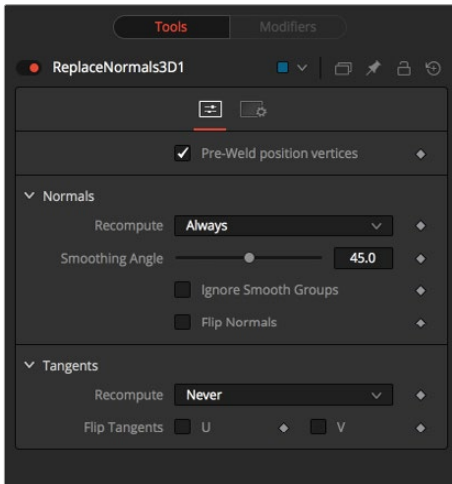 Tools Modifiers
ReplaceNormals3D1
Pre-Weld position vertices
Normals
Recompute Always
Smoothing Angle 45.0
Ignore Smooth Groups
Flip Normals
Tangents
Recompute Never
Flip Tangents U V